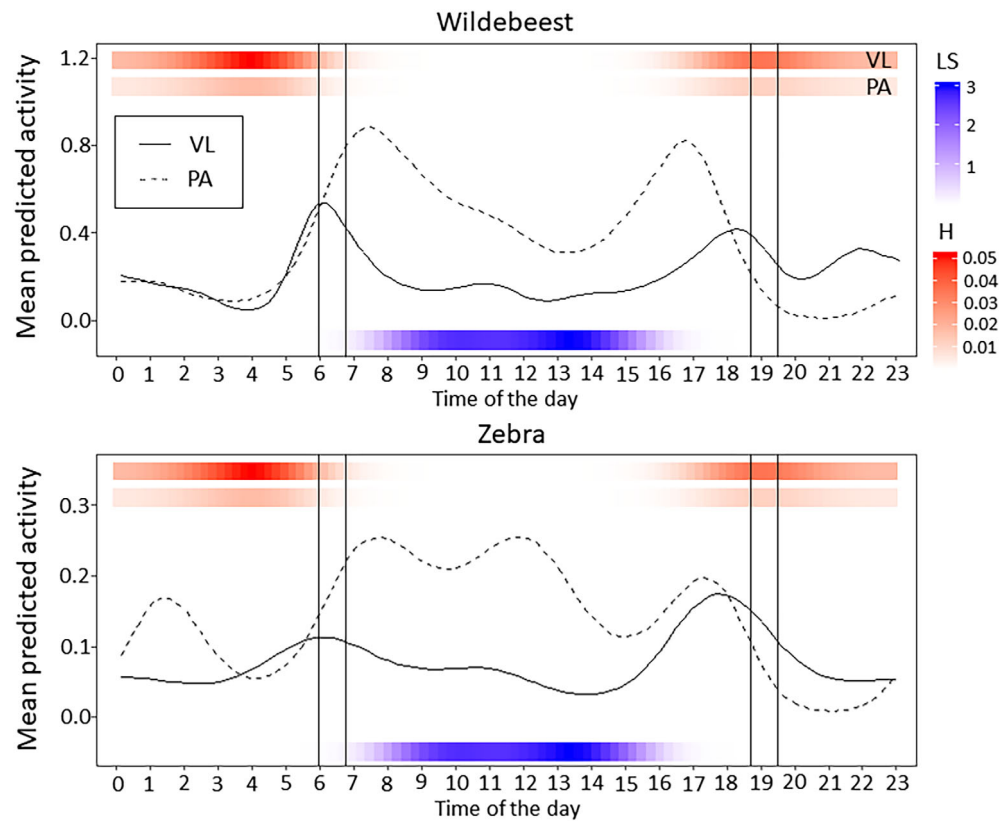 Wildebeest
Mean predicted activity
1.2
0.8
0.4
0.0
VL
PA
VL
PA
0 1 2 3 4 5 6 7 8 9 10 11 12 13 14 15 16 17 18 19 20 21 22 23
Time of the day
LS
3
2
1
H
0.05
0.04
0.03
0.02
0.01
Zebra
Mean predicted activity
0.3
0.2
0.1
0.0
0 1 2 3 4 5 6 7 8 9 10 11 12 13 14 15 16 17 18 19 20 21 22 23
Time of the day